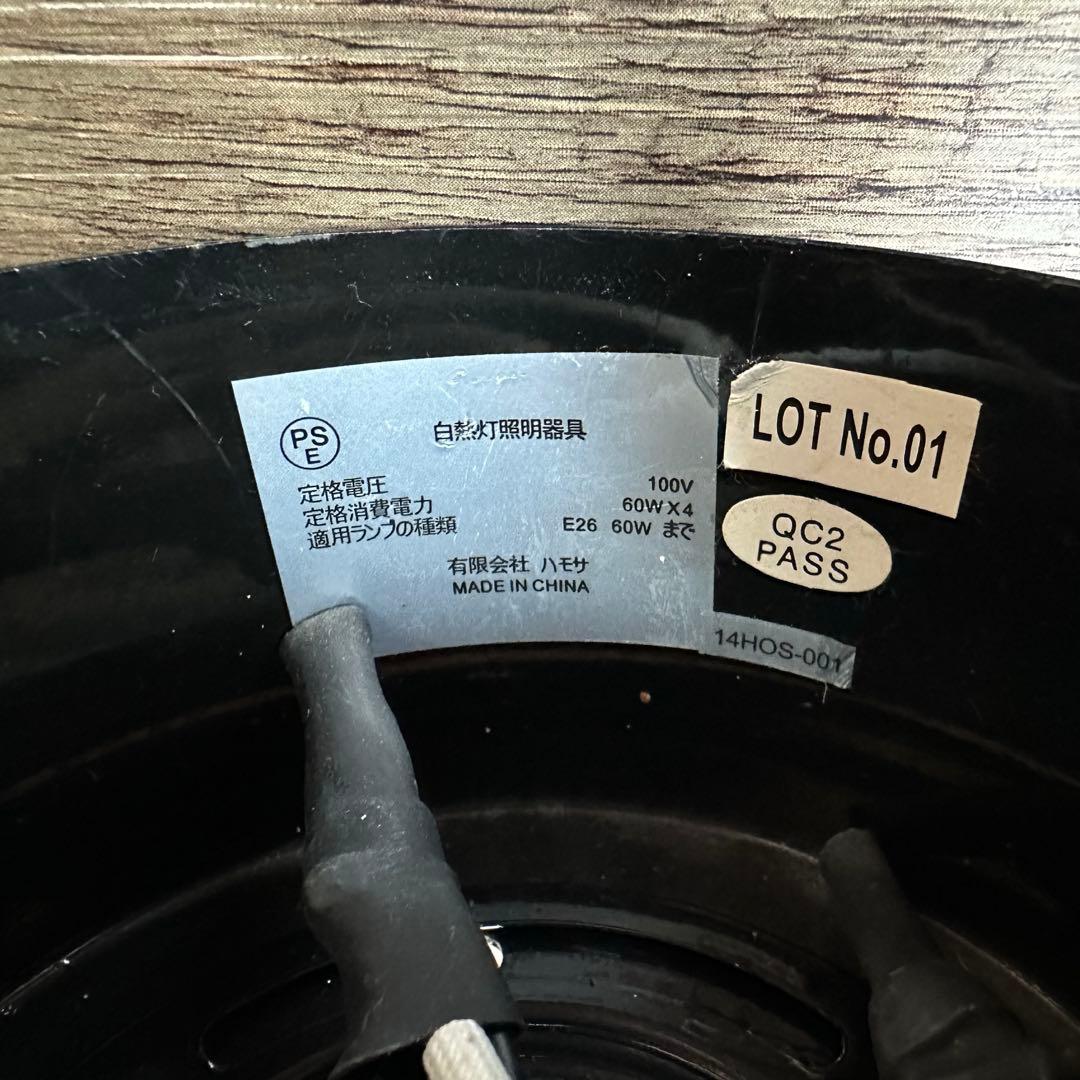 PS
E
白熱灯照明器具
定格電圧 100V
定格消費電力 60W X 4
適用ランプの種類 E26 60W まで
有限会社 ハモサ
MADE IN CHINA
LOT No.01
QC2
PASS
14HOS-001